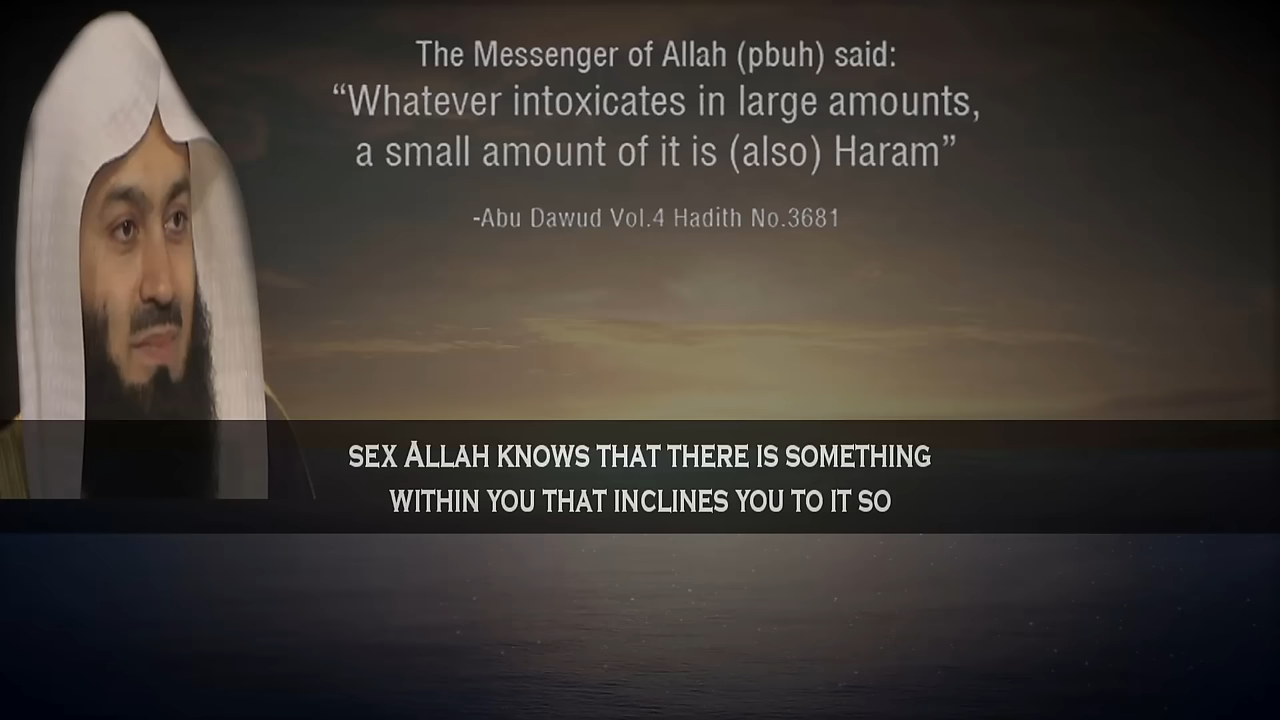 The Messenger of Allah (pbuh) said:
“Whatever intoxicates in large amounts,
a small amount of it is (also) Haram”
-Abu Dawud Vol.4 Hadith No.3681
SEX ALLAH KNOWS THAT THERE IS SOMETHING
WITHIN YOU THAT INCLINES YOU TO IT SO